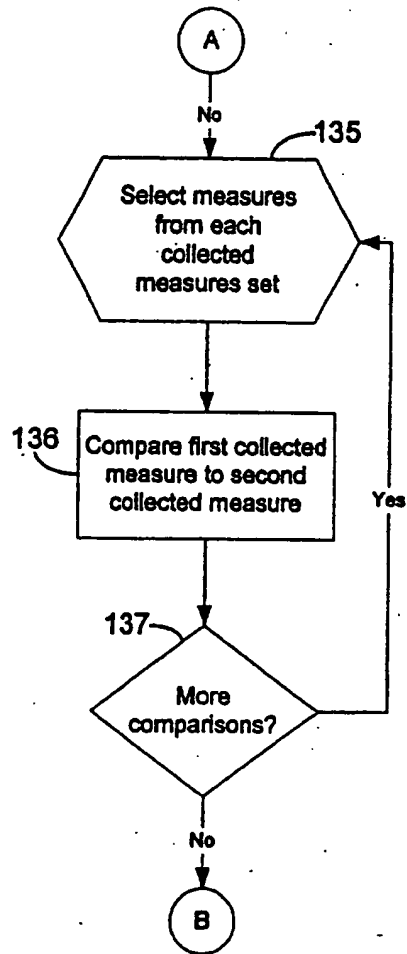 A
No
135
Select measures
from each
collected
measures set
136
Compare first collected
measure to second
collected measure
Yes
137
More
comparisons?
No
B